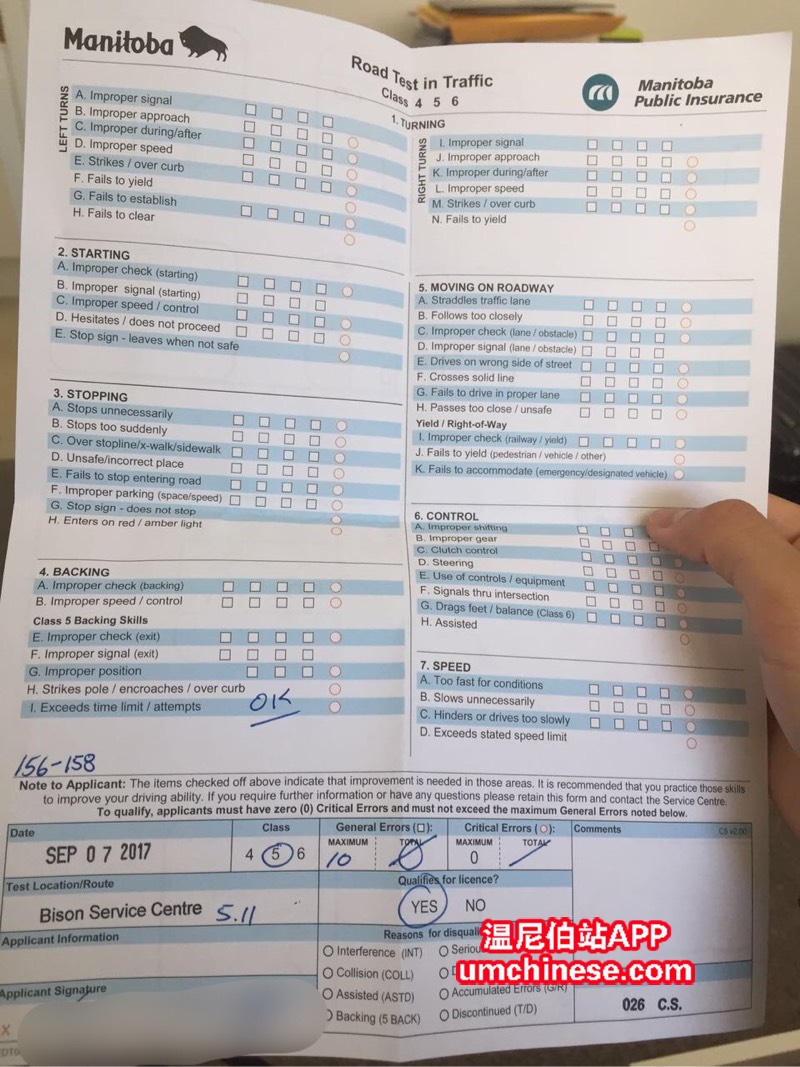 Manitoba
Road Test in Traffic
Class 4 5 6
Manitoba
Public Insurance
1. TURNING
LEFT TURNS
A. Improper signal
B. Improper approach
C. Improper during/after
D. Improper speed
E. Strikes / over curb
F. Fails to yield
G. Fails to establish
H. Fails to clear
RIGHT TURNS
I. Improper signal
J. Improper approach
K. Improper during/after
L. Improper speed
M. Strikes / over curb
N. Fails to yield
2. STARTING
A. Improper check (starting)
B. Improper signal (starting)
C. Improper speed / control
D. Hesitates / does not proceed
E. Stop sign - leaves when not safe
3. STOPPING
A. Stops unnecessarily
B. Stops too suddenly
C. Over stopline/x-walk/sidewalk
D. Unsafe/incorrect place
E. Fails to stop entering road
F. Improper parking (space/speed)
G. Stop sign - does not stop
H. Enters on red / amber light
4. BACKING
A. Improper check (backing)
B. Improper speed / control
Class 5 Backing Skills
E. Improper check (exit)
F. Improper signal (exit)
G. Improper position
H. Strikes pole / encroaches / over curb
I. Exceeds time limit / attempts
OK
5. MOVING ON ROADWAY
A. Straddles traffic lane
B. Follows too closely
C. Improper check (lane / obstacle)
D. Improper signal (lane / obstacle)
E. Drives on wrong side of street
F. Crosses solid line
G. Fails to drive in proper lane
H. Passes too close / unsafe
Yield / Right-of-Way
I. Improper check (railway / yield)
J. Fails to yield (pedestrian / vehicle / other)
K. Fails to accommodate (emergency/designated vehicle)
6. CONTROL
A. Improper shifting
B. Improper gear
C. Clutch control
D. Steering
E. Use of controls / equipment
F. Signals thru intersection
G. Drags feet / balance (Class 6)
H. Assisted
7. SPEED
A. Too fast for conditions
B. Slows unnecessarily
C. Hinders or drives too slowly
D. Exceeds stated speed limit
156-158
Note to Applicant: The items checked off above indicate that improvement is needed in those areas. It is recommended that you practice those skills
to improve your driving ability. If you require further information or have any questions please retain this form and contact the Service Centre.
To qualify, applicants must have zero (0) Critical Errors and must not exceed the maximum General Errors noted below.
Date
SEP 07 2017
Class
4 5 6
General Errors (□):
MAXIMUM TOTAL
10 0
Critical Errors (○):
MAXIMUM TOTAL
0
Comments
CS v2.00
Test Location/Route
Bison Service Centre 5.11
Qualifies for licence?
YES NO
Applicant Information
Reasons for disqual
Interference (INT)
Collision (COLL)
Assisted (ASTD)
Backing (5 BACK)
Seriou
Accumulated Errors (G/R)
Discontinued (T/D)
Applicant Signature
X
026 C.S.
温尼伯站APP
umchinese.com